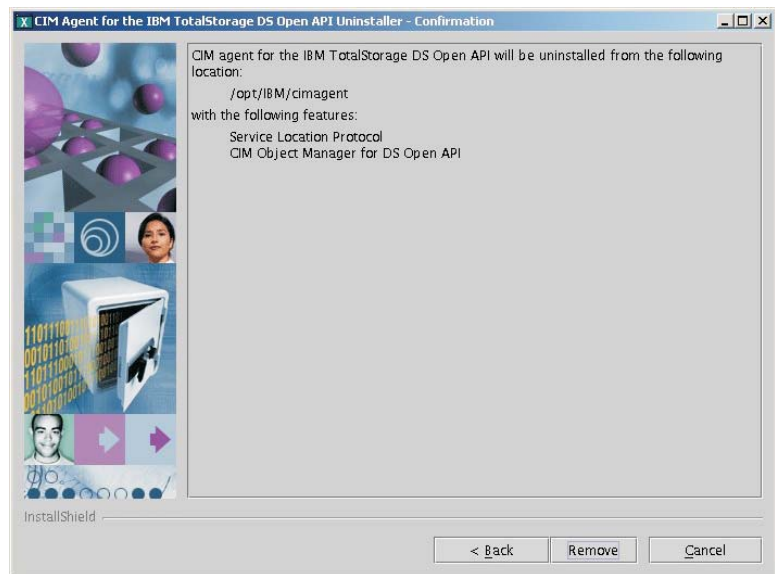 CIM Agent for the IBM TotalStorage DS Open API Uninstaller - Confirmation
CIM agent for the IBM TotalStorage DS Open API will be uninstalled from the following
location:
/opt/IBM/cimagent
with the following features:
Service Location Protocol
CIM Object Manager for DS Open API
InstallShield
< Back
Remove
Cancel